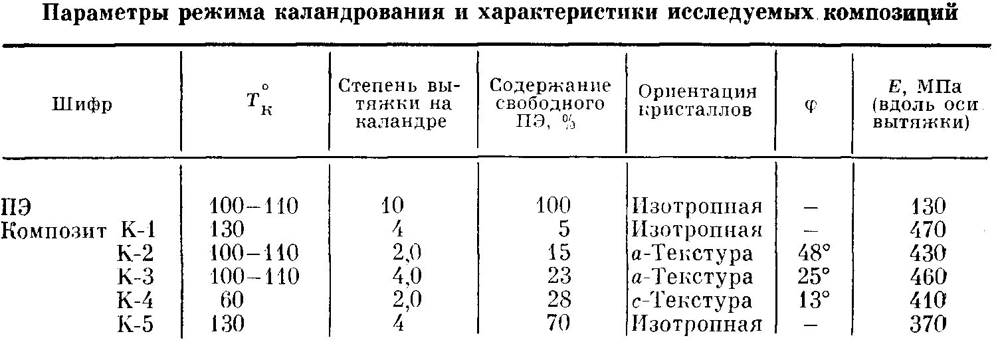 Параметры режима каландрования и характеристики исследуемых композиций
Шифр | T°к | Степень вытяжки на каландре | Содержание свободного ПЭ, % | Ориентация кристаллов | φ | E, МПа (вдоль оси вытяжки)
ПЭ | 100–110 | 10 | 100 | Изотропная | – | 130
Композит К-1 | 130 | 4 | 5 | Изотропная | – | 470
К-2 | 100–110 | 2,0 | 15 | a-Текстура | 48° | 430
К-3 | 100–110 | 4,0 | 23 | a-Текстура | 25° | 460
К-4 | 60 | 2,0 | 28 | c-Текстура | 13° | 410
К-5 | 130 | 4 | 70 | Изотропная | – | 370